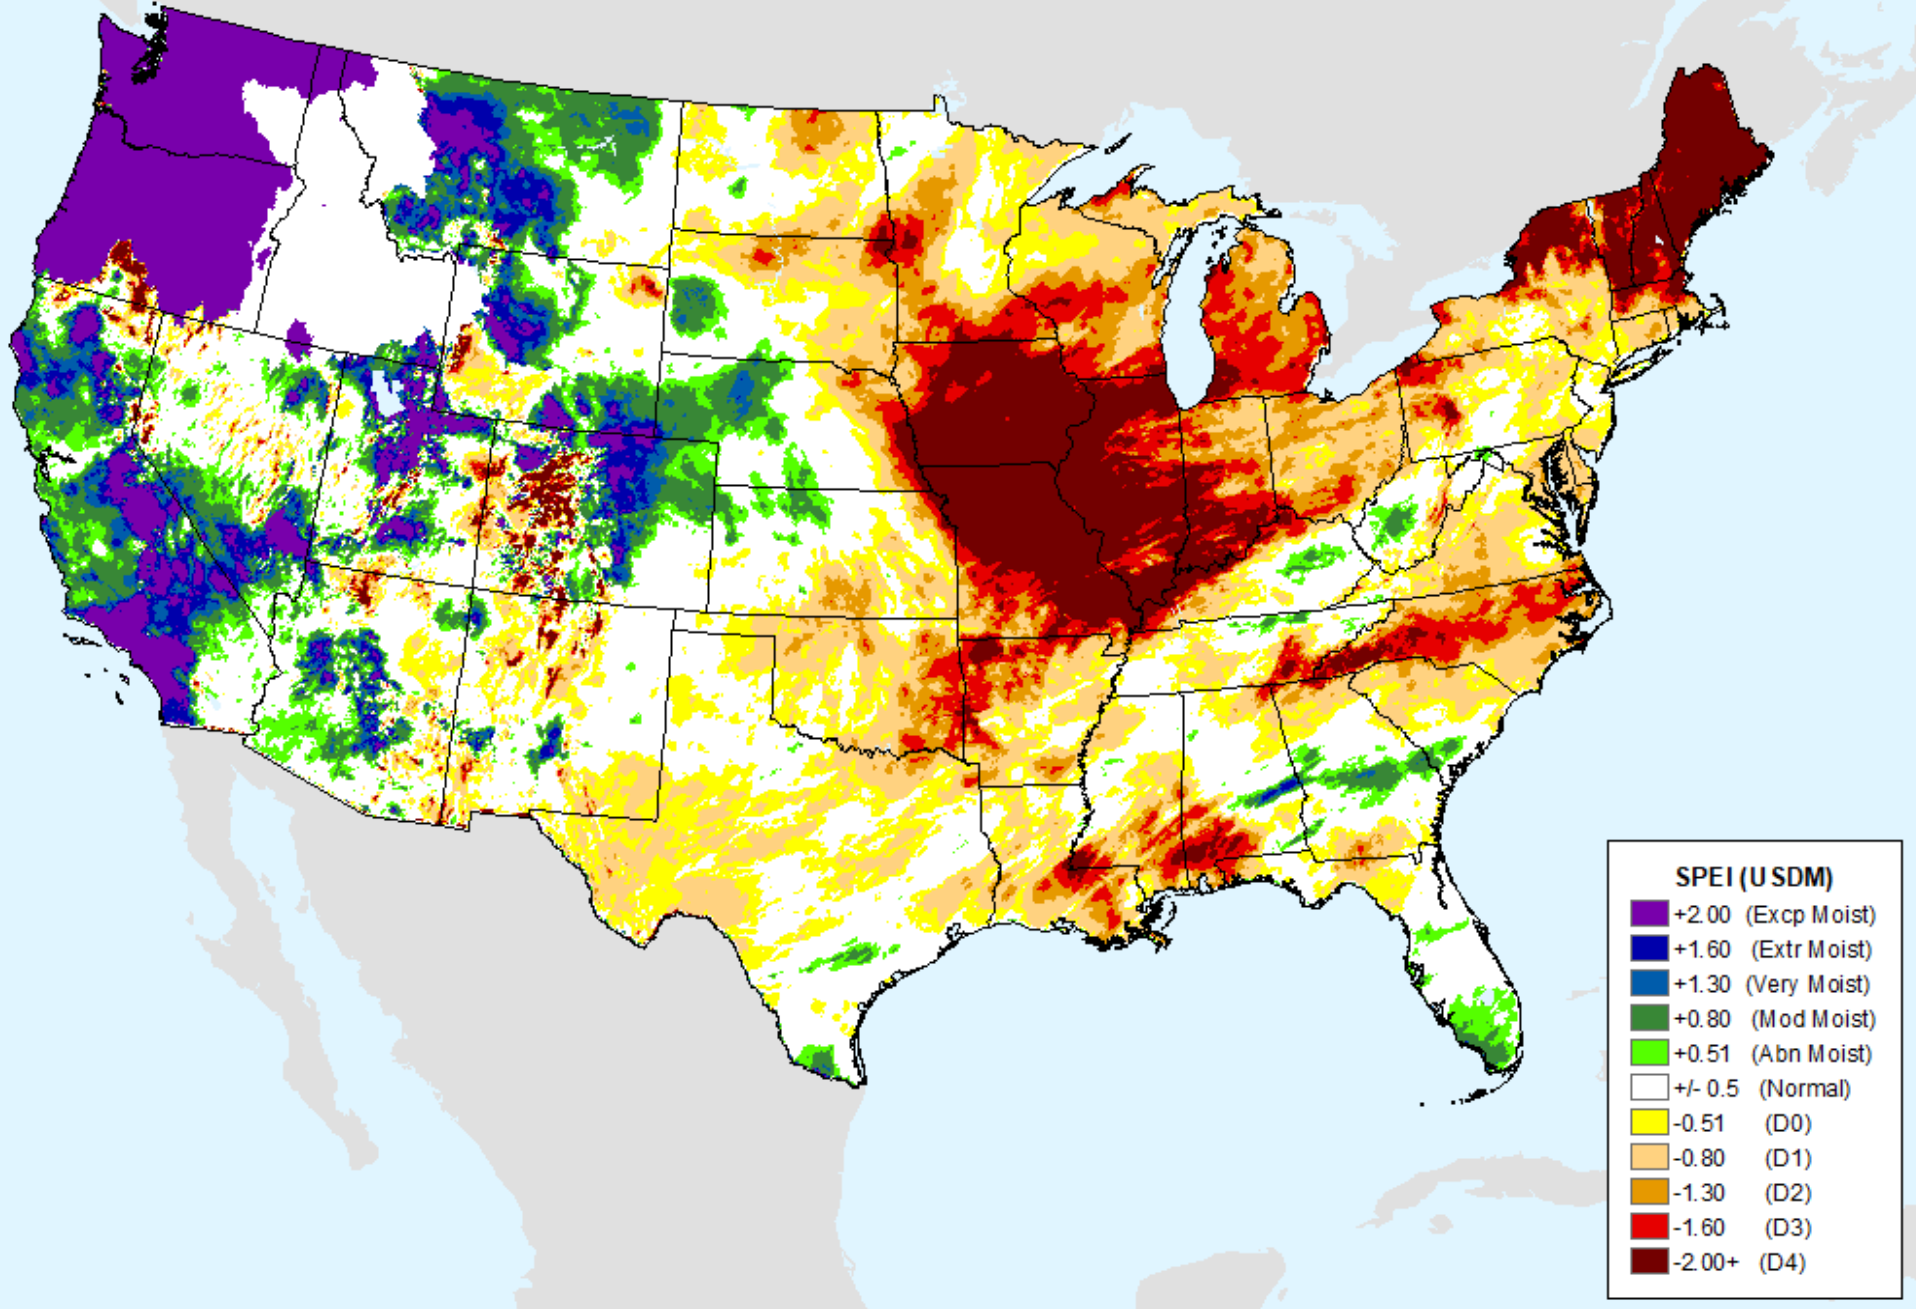 SPEI (USDM)
+2.00 (Excp Moist)
+1.60 (Extr Moist)
+1.30 (Very Moist)
+0.80 (Mod Moist)
+0.51 (Abn Moist)
+/- 0.5 (Normal)
-0.51 (D0)
-0.80 (D1)
-1.30 (D2)
-1.60 (D3)
-2.00+ (D4)